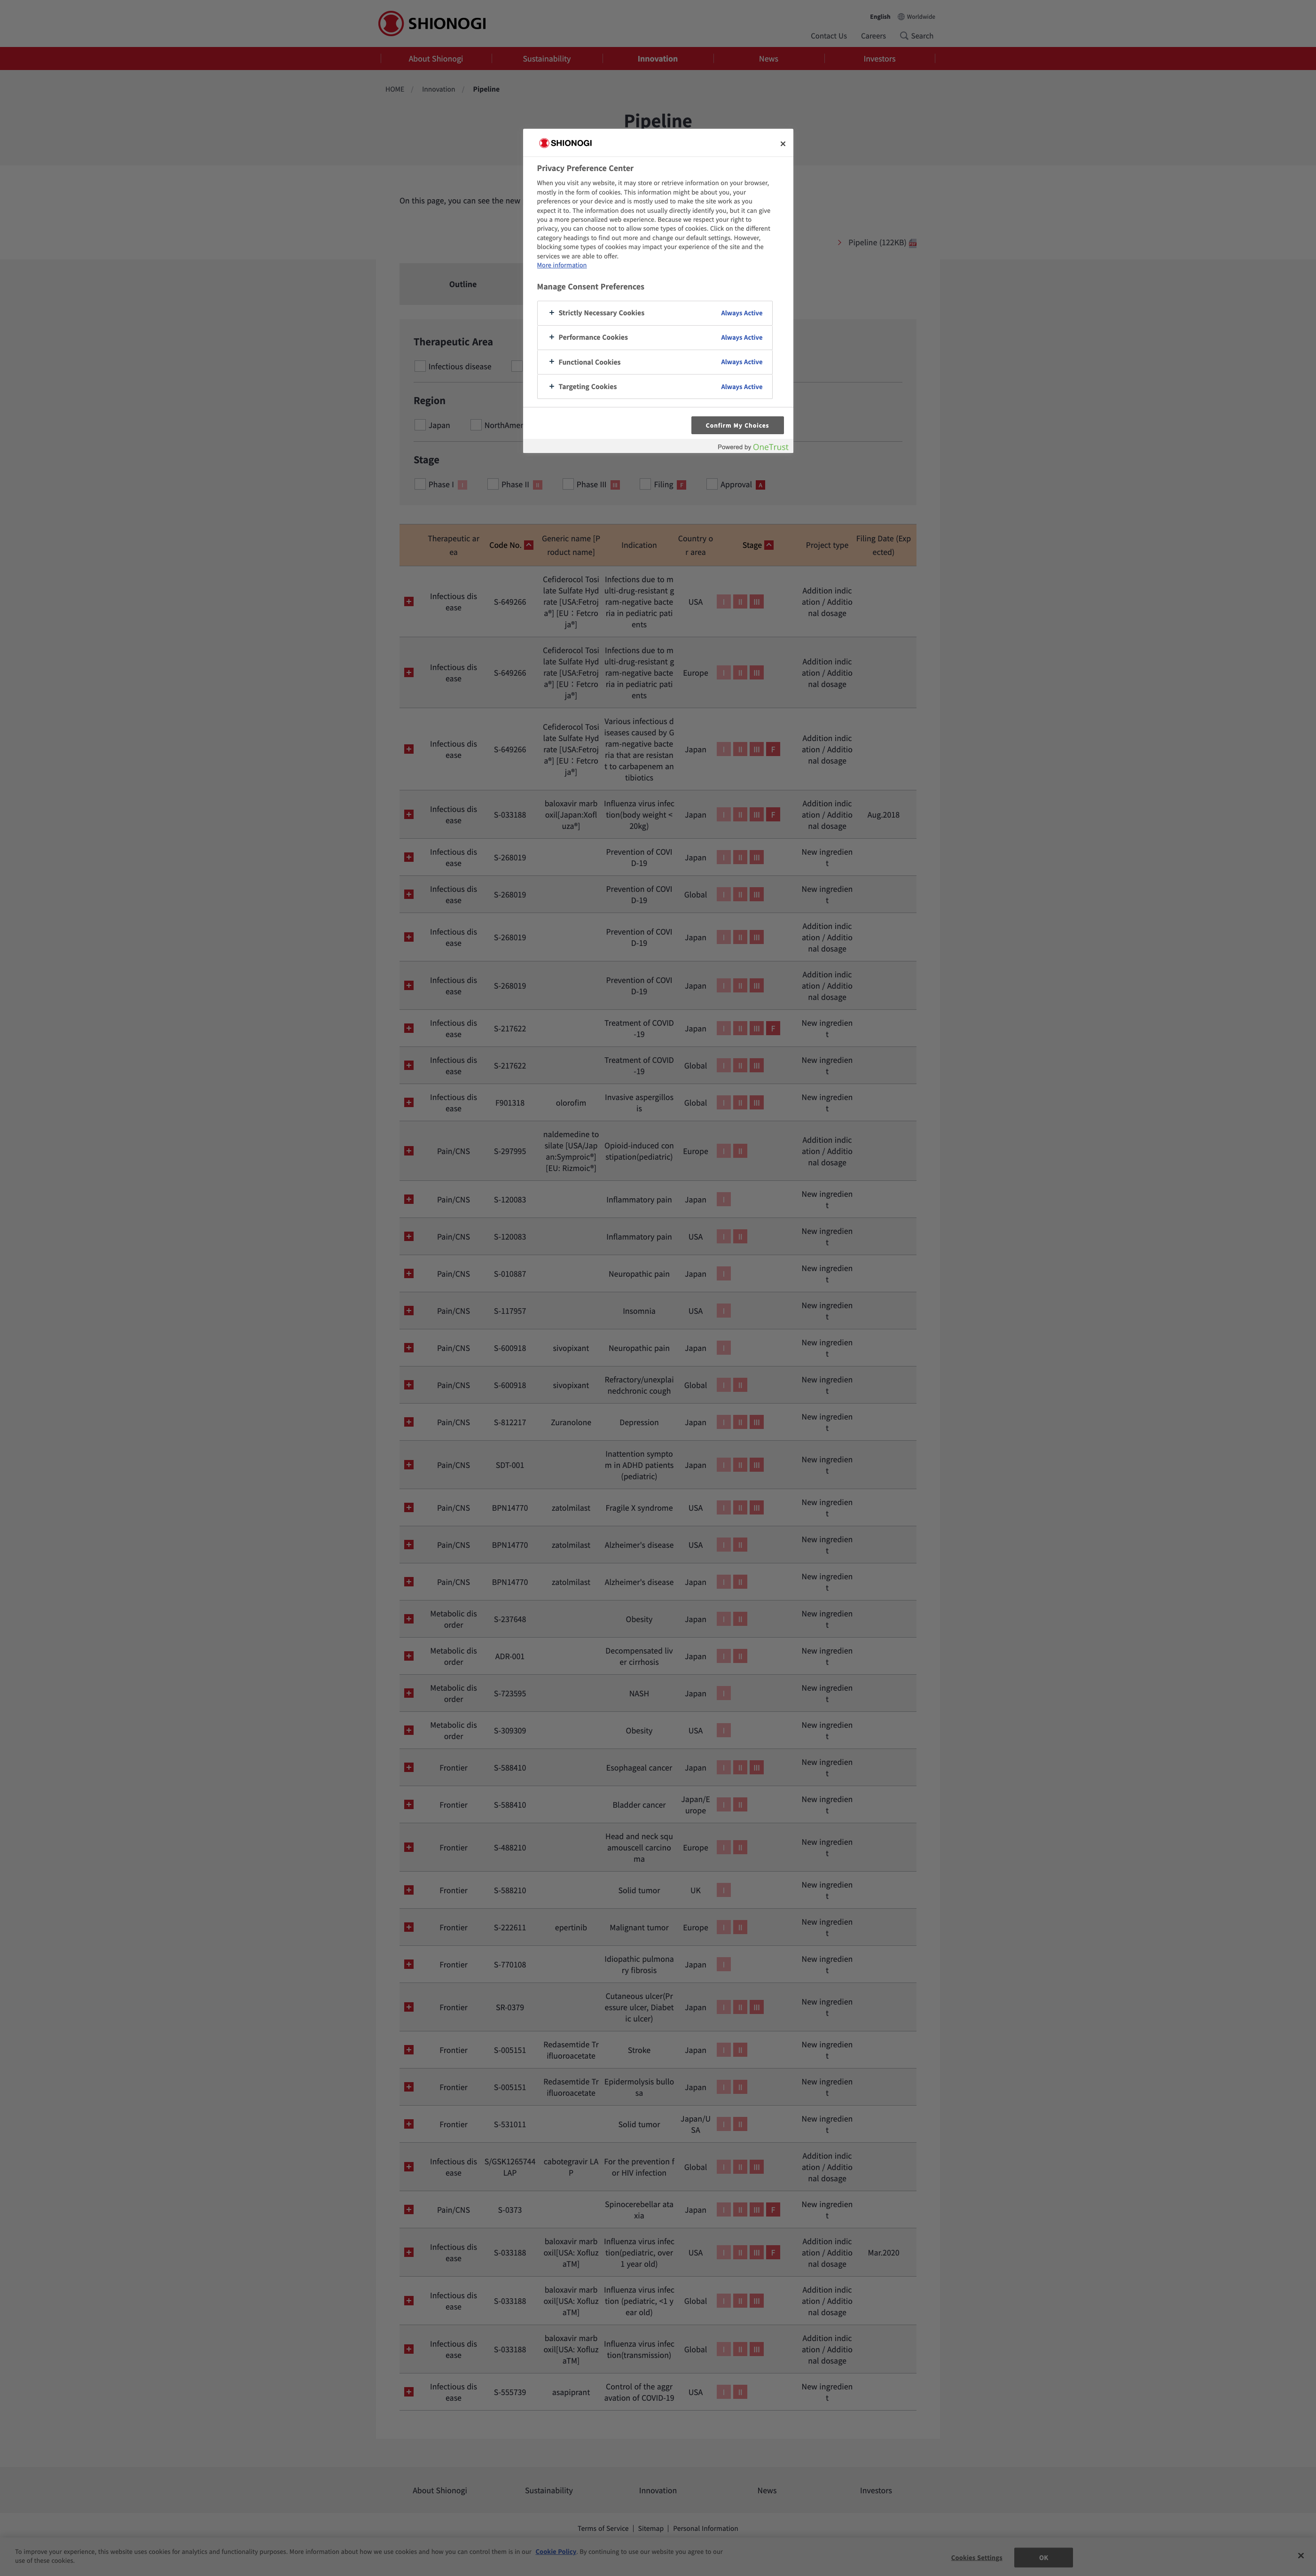 SHIONOGI
English
Worldwide
Contact Us
Careers
Search
About Shionogi
Sustainability
Innovation
News
Investors
HOME / Innovation / Pipeline
Pipeline
On this page, you can see the new
Pipeline (122KB)
Outline
Therapeutic Area
Infectious disease
Region
Japan
NorthAmer
Stage
Phase I I
Phase II II
Phase III III
Filing F
Approval A
SHIONOGI
Privacy Preference Center
When you visit any website, it may store or retrieve information on your browser,
mostly in the form of cookies. This information might be about you, your
preferences or your device and is mostly used to make the site work as you
expect it to. The information does not usually directly identify you, but it can give
you a more personalized web experience. Because we respect your right to
privacy, you can choose not to allow some types of cookies. Click on the different
category headings to find out more and change our default settings. However,
blocking some types of cookies may impact your experience of the site and the
services we are able to offer.
More information
Manage Consent Preferences
Strictly Necessary Cookies Always Active
Performance Cookies Always Active
Functional Cookies Always Active
Targeting Cookies Always Active
Confirm My Choices
Powered by OneTrust
Therapeutic area Code No. Generic name [Product name] Indication Country or area Stage Project type Filing Date (Expected)
Infectious disease S-649266 Cefiderocol Tosilate Sulfate Hydrate [USA:Fetroja®] [EU：Fetcroja®] Infections due to multi-drug-resistant gram-negative bacteria in pediatric patients USA I II III Addition indication / Additional dosage
Infectious disease S-649266 Cefiderocol Tosilate Sulfate Hydrate [USA:Fetroja®] [EU：Fetcroja®] Infections due to multi-drug-resistant gram-negative bacteria in pediatric patients Europe I II III Addition indication / Additional dosage
Infectious disease S-649266 Cefiderocol Tosilate Sulfate Hydrate [USA:Fetroja®] [EU：Fetcroja®] Various infectious diseases caused by Gram-negative bacteria that are resistant to carbapenem antibiotics Japan I II III F Addition indication / Additional dosage
Infectious disease S-033188 baloxavir marboxil[Japan:Xofluza®] Influenza virus infection(body weight < 20kg) Japan I II III F Addition indication / Additional dosage Aug.2018
Infectious disease S-268019 Prevention of COVID-19 Japan I II III New ingredient
Infectious disease S-268019 Prevention of COVID-19 Global I II III New ingredient
Infectious disease S-268019 Prevention of COVID-19 Japan I II III Addition indication / Additional dosage
Infectious disease S-268019 Prevention of COVID-19 Japan I II III Addition indication / Additional dosage
Infectious disease S-217622 Treatment of COVID-19 Japan I II III F New ingredient
Infectious disease S-217622 Treatment of COVID-19 Global I II III New ingredient
Infectious disease F901318 olorofim Invasive aspergillosis Global I II III New ingredient
Pain/CNS S-297995 naldemedine tosilate [USA/Japan:Symproic®] [EU: Rizmoic®] Opioid-induced constipation(pediatric) Europe I II Addition indication / Additional dosage
Pain/CNS S-120083 Inflammatory pain Japan I New ingredient
Pain/CNS S-120083 Inflammatory pain USA I II New ingredient
Pain/CNS S-010887 Neuropathic pain Japan I New ingredient
Pain/CNS S-117957 Insomnia USA I New ingredient
Pain/CNS S-600918 sivopixant Neuropathic pain Japan I New ingredient
Pain/CNS S-600918 sivopixant Refractory/unexplainedchronic cough Global I II New ingredient
Pain/CNS S-812217 Zuranolone Depression Japan I II III New ingredient
Pain/CNS SDT-001 Inattention symptom in ADHD patients (pediatric) Japan I II III New ingredient
Pain/CNS BPN14770 zatolmilast Fragile X syndrome USA I II III New ingredient
Pain/CNS BPN14770 zatolmilast Alzheimer's disease USA I II New ingredient
Pain/CNS BPN14770 zatolmilast Alzheimer's disease Japan I II New ingredient
Metabolic disorder S-237648 Obesity Japan I II New ingredient
Metabolic disorder ADR-001 Decompensated liver cirrhosis Japan I II New ingredient
Metabolic disorder S-723595 NASH Japan I New ingredient
Metabolic disorder S-309309 Obesity USA I New ingredient
Frontier S-588410 Esophageal cancer Japan I II III New ingredient
Frontier S-588410 Bladder cancer Japan/Europe I II New ingredient
Frontier S-488210 Head and neck squamouscell carcinoma Europe I II New ingredient
Frontier S-588210 Solid tumor UK I New ingredient
Frontier S-222611 epertinib Malignant tumor Europe I II New ingredient
Frontier S-770108 Idiopathic pulmonary fibrosis Japan I New ingredient
Frontier SR-0379 Cutaneous ulcer(Pressure ulcer, Diabetic ulcer) Japan I II III New ingredient
Frontier S-005151 Redasemtide Trifluoroacetate Stroke Japan I II New ingredient
Frontier S-005151 Redasemtide Trifluoroacetate Epidermolysis bullosa Japan I II New ingredient
Frontier S-531011 Solid tumor Japan/USA I II New ingredient
Infectious disease S/GSK1265744 LAP cabotegravir LAP For the prevention for HIV infection Global I II III Addition indication / Additional dosage
Pain/CNS S-0373 Spinocerebellar ataxia Japan I II III F New ingredient
Infectious disease S-033188 baloxavir marboxil[USA: XofluzaTM] Influenza virus infection(pediatric, over 1 year old) USA I II III F Addition indication / Additional dosage Mar.2020
Infectious disease S-033188 baloxavir marboxil[USA: XofluzaTM] Influenza virus infection (pediatric, <1 year old) Global I II III Addition indication / Additional dosage
Infectious disease S-033188 baloxavir marboxil[USA: XofluzaTM] Influenza virus infection(transmission) Global I II III Addition indication / Additional dosage
Infectious disease S-555739 asapiprant Control of the aggravation of COVID-19 USA I II New ingredient
About Shionogi
Sustainability
Innovation
News
Investors
Terms of Service | Sitemap | Personal Information
To improve your experience, this website uses cookies for analytics and functionality purposes. More information about how we use cookies and how you can control them is in our Cookie Policy. By continuing to use our website you agree to our
use of these cookies.
Cookies Settings
OK